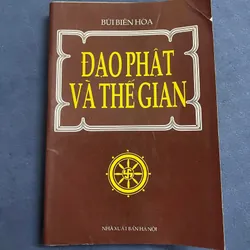 BÙI BIÊN HÒA
ĐẠO PHẬT
VÀ THẾ GIAN
NHÀ XUẤT BẢN HÀ NỘI